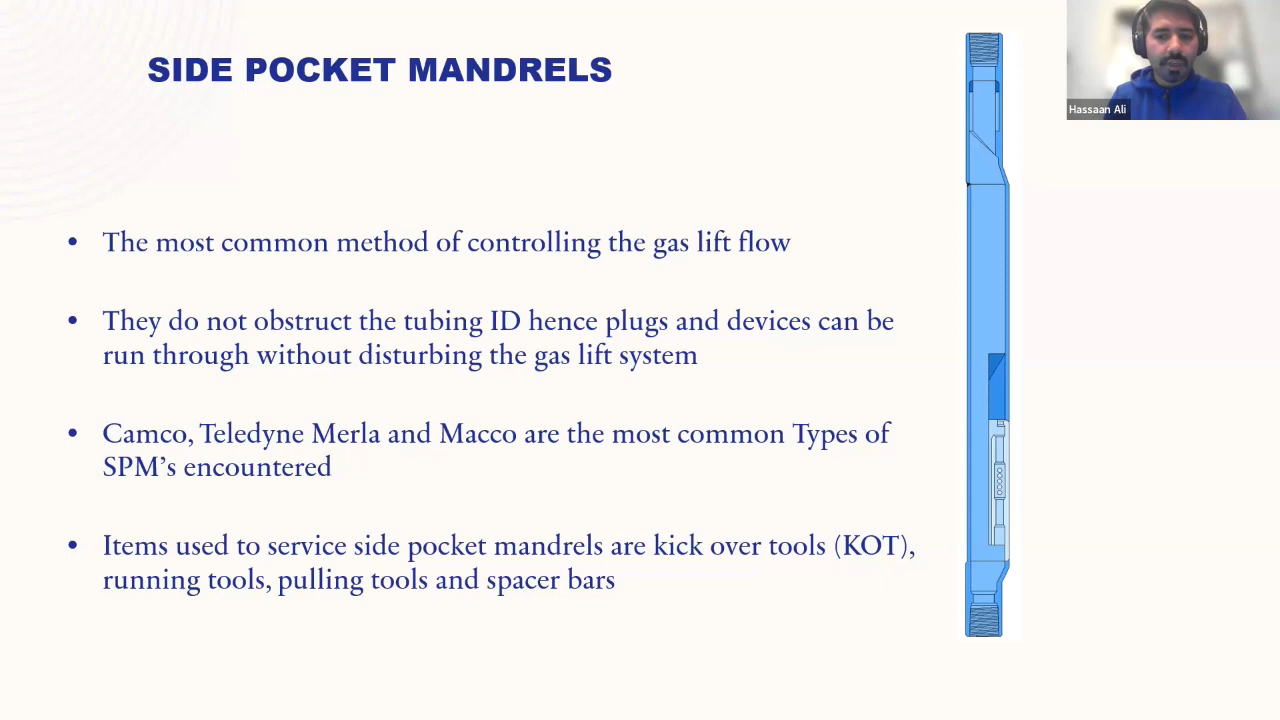 SIDE POCKET MANDRELS
Hassaan Ali
• The most common method of controlling the gas lift flow
• They do not obstruct the tubing ID hence plugs and devices can be
run through without disturbing the gas lift system
• Camco, Teledyne Merla and Macco are the most common Types of
SPM’s encountered
• Items used to service side pocket mandrels are kick over tools (KOT),
running tools, pulling tools and spacer bars